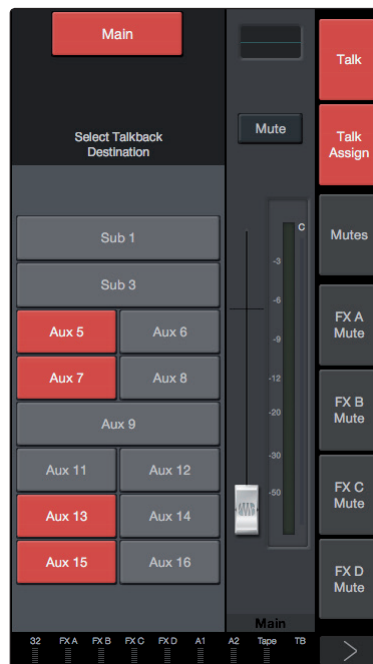 Main
Select Talkback
Destination
Sub 1
Sub 3
Aux 5
Aux 6
Aux 7
Aux 8
Aux 9
Aux 11
Aux 12
Aux 13
Aux 14
Aux 15
Aux 16
Mute
C
-3
-6
-9
-12
-20
-30
-50
Main
Talk
Talk
Assign
Mutes
FX A
Mute
FX B
Mute
FX C
Mute
FX D
Mute
32 FX A FX B FX C FX D A1 A2 Tape TB